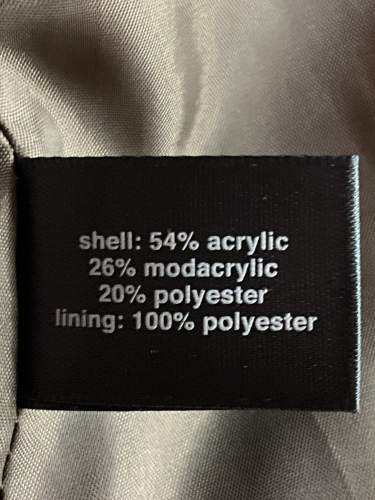 shell: 54% acrylic
26% modacrylic
20% polyester
lining: 100% polyester